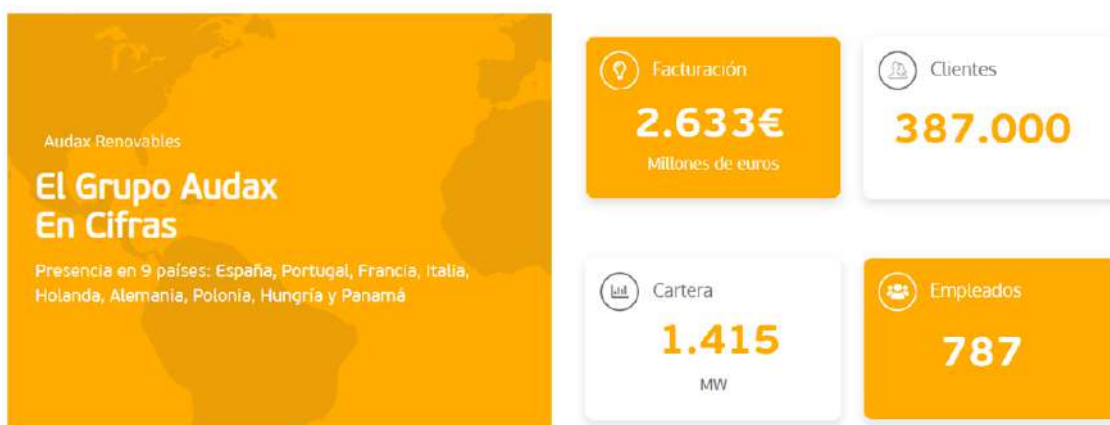 Audax Renovables
El Grupo Audax
En Cifras
Presencia en 9 países: España, Portugal, Francia, Italia,
Holanda, Alemania, Polonia, Hungría y Panamá
Facturación
2.633€
Millones de euros
Clientes
387.000
Cartera
1.415
MW
Empleados
787